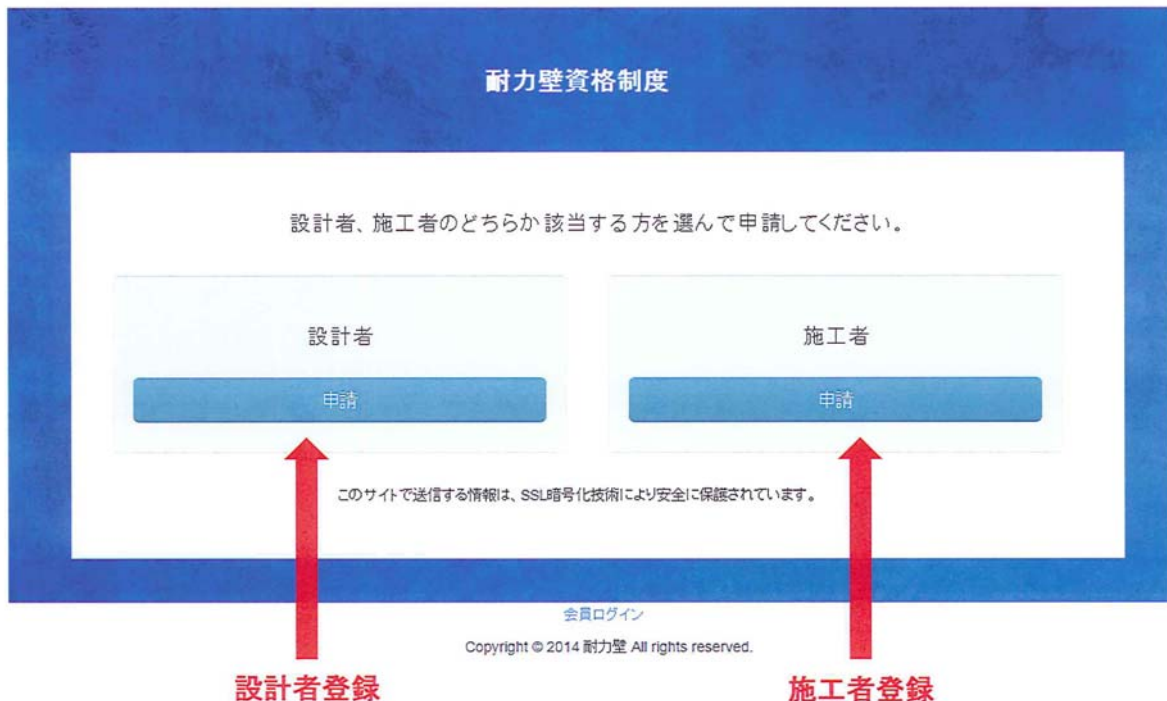 耐力壁資格制度
設計者、施工者のどちらか該当する方を選んで申請してください。
設計者
施工者
申請
申請
このサイトで送信する情報は、SSL暗号化技術により安全に保護されています。
会員ログイン
Copyright © 2014 耐力壁 All rights reserved.
設計者登録
施工者登録